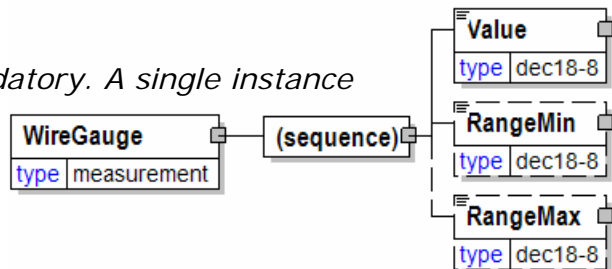 Value
type dec18-8
datory. A single instance
RangeMin
WireGauge
(sequence)
type measurement
type dec18-8
RangeMax
type dec18-8